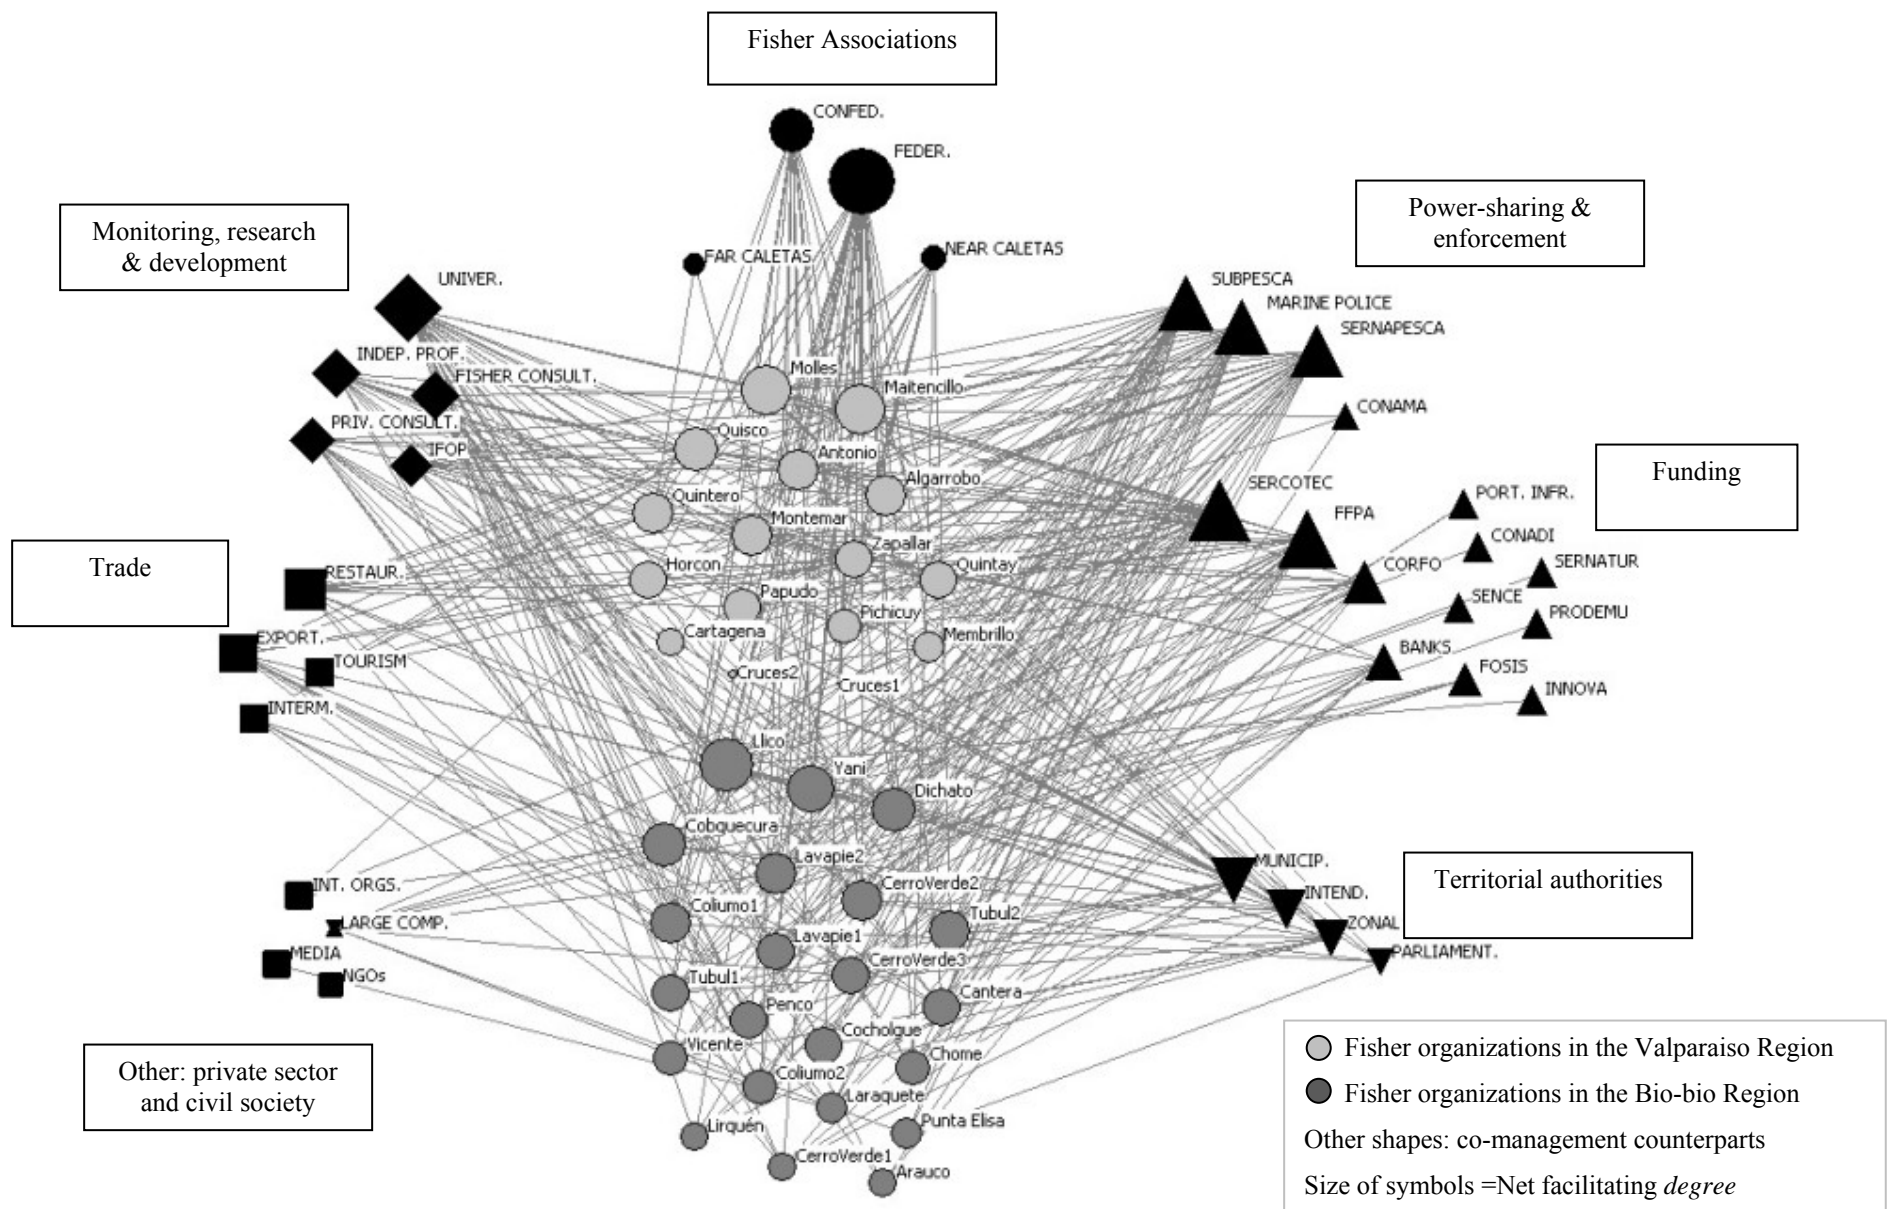 Fisher Associations
CONFED.
FEDER.
Power-sharing &
enforcement
Monitoring, research
& development
FAR CALETAS
NEAR CALETAS
UNIVER.
SUBPESCA
MARINE POLICE
SERNAPESCA
INDEP. PROF.
FISHER CONSULT.
PRIV. CONSULT.
IFOP
Molles
Maitencillo
CONAMA
Quisco
Antonio
Algarrobo
Funding
Quintero
Montemar
SERCOTEC
FFPA
PORT. INFR.
CONADI
SERNATUR
Zapallar
Quintay
CORFO
SENCE
PRODEMU
Trade
RESTAUR.
Horcon
Papudo
Pichicuy
EXPORT.
TOURISM
INTERM.
Cartagena
Membrillo
BANKS
FOSIS
INNOVA
Cruces2
Cruces1
Llico
Yani
Dichato
Cobquecura
Lavapie2
CerroVerde2
MUNICIP.
Territorial authorities
INTEND.
INT. ORGS.
LARGE COMP.
Coliumo1
Tubul2
ZONAL
Lavapie1
PARLIAMENT.
MEDIA
NGOs
Tubul1
CerroVerde3
Cantera
Penco
Cocholgue
Vicente
Chome
Other: private sector
and civil society
Coliumo2
Laraquete
Lirquén
Punta Elisa
CerroVerde1
Arauco
Fisher organizations in the Valparaiso Region
Fisher organizations in the Bio-bio Region
Other shapes: co-management counterparts
Size of symbols =Net facilitating degree